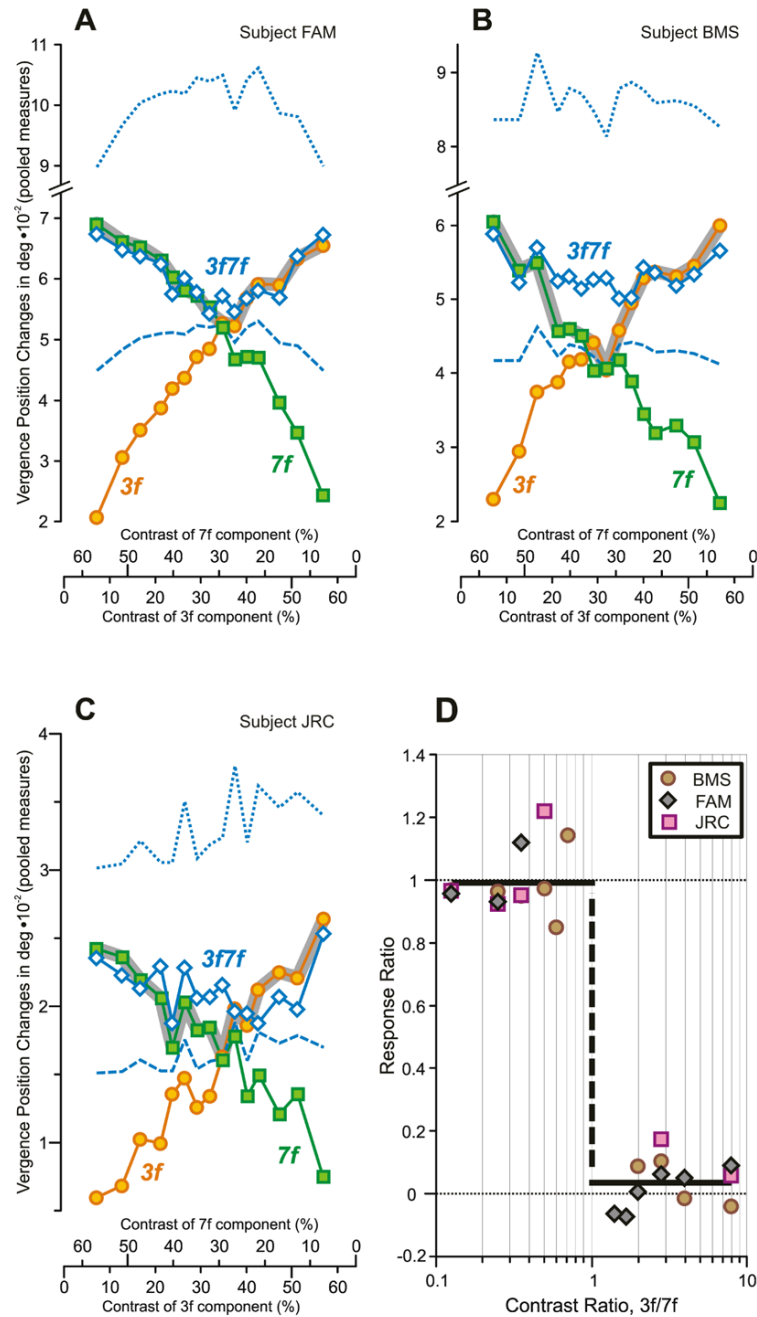 A
Subject FAM
Vergence Position Changes in deg•10⁻² (pooled measures)
11
10
9
7
6
5
4
3
2
3f7f
3f
7f
Contrast of 7f component (%)
60 50 40 30 20 10 0
0 10 20 30 40 50 60
Contrast of 3f component (%)
B
Subject BMS
9
8
6
5
4
3
2
3f7f
3f
7f
Contrast of 7f component (%)
60 50 40 30 20 10 0
0 10 20 30 40 50 60
Contrast of 3f component (%)
C
Subject JRC
Vergence Position Changes in deg•10⁻² (pooled measures)
4
3
2
1
3f7f
3f
7f
Contrast of 7f component (%)
60 50 40 30 20 10 0
0 10 20 30 40 50 60
Contrast of 3f component (%)
D
Response Ratio
1.4
1.2
1
0.8
0.6
0.4
0.2
0
-0.2
BMS
FAM
JRC
0.1 1 10
Contrast Ratio, 3f/7f